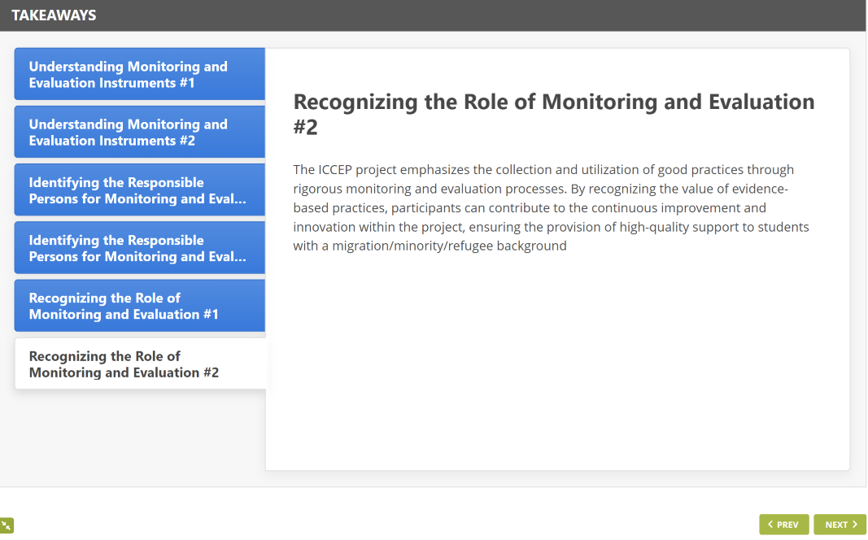 TAKEAWAYS
Understanding Monitoring and
Evaluation Instruments #1
Understanding Monitoring and
Evaluation Instruments #2
Identifying the Responsible
Persons for Monitoring and Eval...
Identifying the Responsible
Persons for Monitoring and Eval...
Recognizing the Role of
Monitoring and Evaluation #1
Recognizing the Role of
Monitoring and Evaluation #2
Recognizing the Role of Monitoring and Evaluation
#2
The ICCEP project emphasizes the collection and utilization of good practices through
rigorous monitoring and evaluation processes. By recognizing the value of evidence-
based practices, participants can contribute to the continuous improvement and
innovation within the project, ensuring the provision of high-quality support to students
with a migration/minority/refugee background
PREV
NEXT